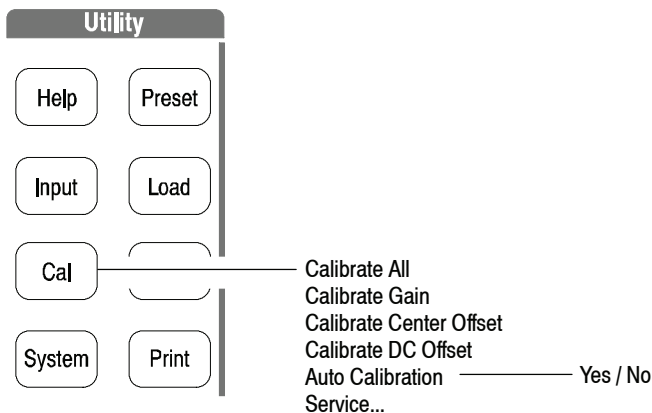 Utility
Help Preset
Input Load
Cal
System Print
Calibrate All
Calibrate Gain
Calibrate Center Offset
Calibrate DC Offset
Auto Calibration Yes / No
Service...